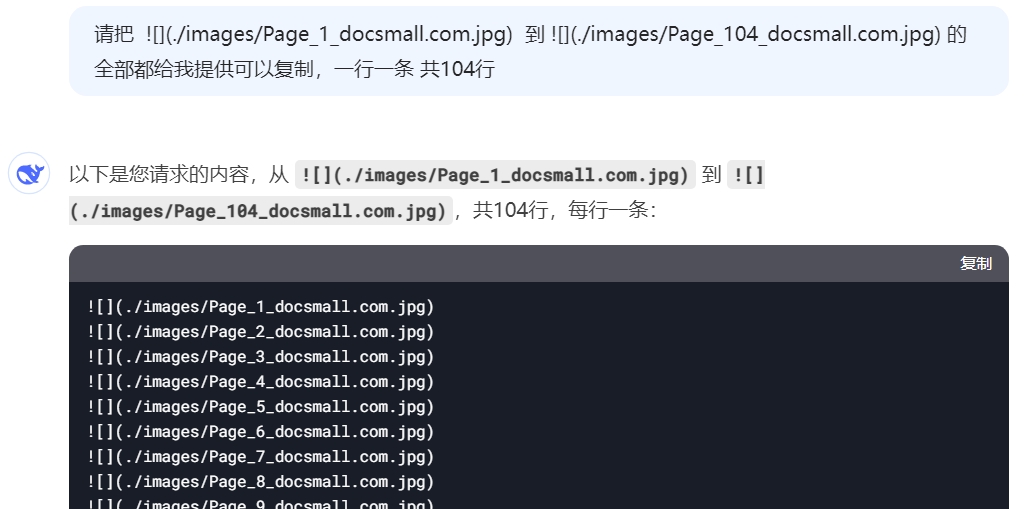 请把  ![](./images/Page_1_docsmall.com.jpg)  到 ![](./images/Page_104_docsmall.com.jpg) 的
全部都给我提供可以复制，一行一条 共104行
以下是您请求的内容，从 ![](./images/Page_1_docsmall.com.jpg) 到 ![]
(./images/Page_104_docsmall.com.jpg)，共104行，每行一条：
复制
![](./images/Page_1_docsmall.com.jpg)
![](./images/Page_2_docsmall.com.jpg)
![](./images/Page_3_docsmall.com.jpg)
![](./images/Page_4_docsmall.com.jpg)
![](./images/Page_5_docsmall.com.jpg)
![](./images/Page_6_docsmall.com.jpg)
![](./images/Page_7_docsmall.com.jpg)
![](./images/Page_8_docsmall.com.jpg)
![](./images/Page_9_docsmall.com.jpg)